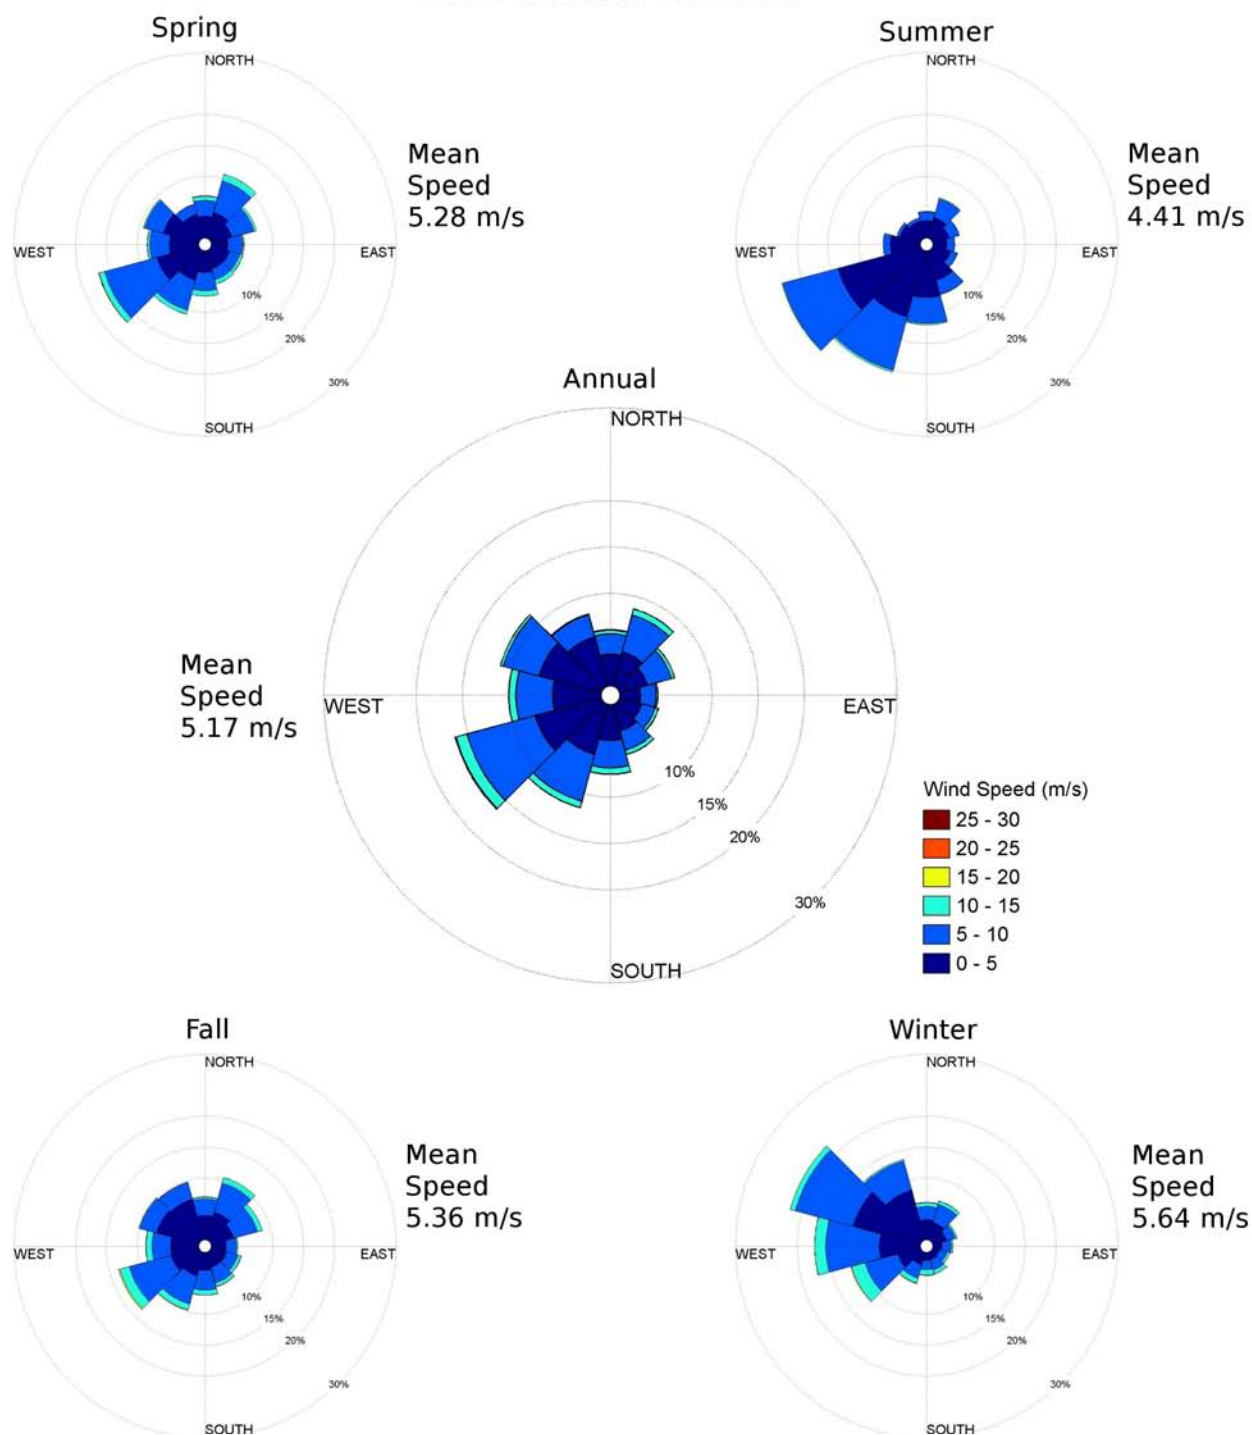 Spring
NORTH
WEST
EAST
SOUTH
10%
15%
20%
30%
Mean
Speed
5.28 m/s
Summer
NORTH
WEST
EAST
SOUTH
10%
15%
20%
30%
Mean
Speed
4.41 m/s
Annual
NORTH
WEST
EAST
SOUTH
10%
15%
20%
30%
Mean
Speed
5.17 m/s
Wind Speed (m/s)
25 - 30
20 - 25
15 - 20
10 - 15
5 - 10
0 - 5
Fall
NORTH
WEST
EAST
SOUTH
10%
15%
20%
30%
Mean
Speed
5.36 m/s
Winter
NORTH
WEST
EAST
SOUTH
10%
15%
20%
30%
Mean
Speed
5.64 m/s